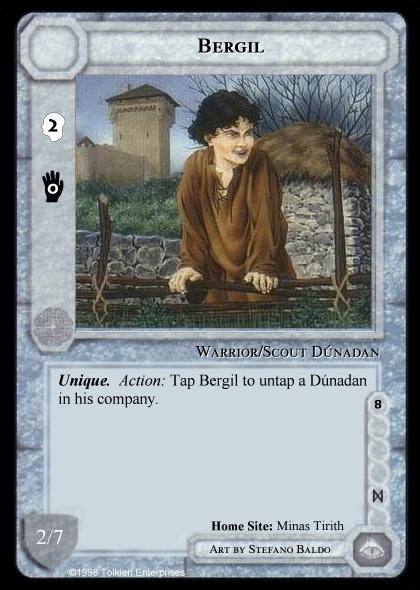 BERGIL
2
WARRIOR/SCOUT DÚNADAN
Unique. Action: Tap Bergil to untap a Dúnadan
in his company.
8
ᛞ
Home Site: Minas Tirith
2/7
ART BY STEFANO BALDO
©1998 Tolkien Enterprises